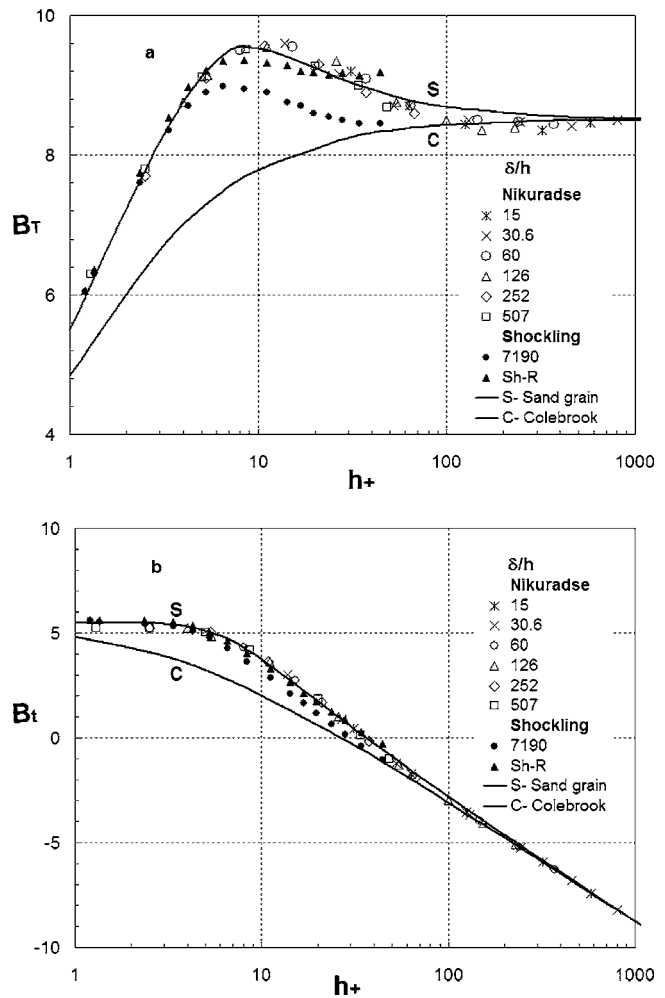 10
a
8
6
4
BT
S
C
δ/h
Nikuradse
15
30.6
60
126
252
507
Shockling
7190
Sh-R
S- Sand grain
C- Colebrook
1
10
100
1000
h+
10
b
5
0
-5
-10
Bt
S
C
δ/h
Nikuradse
15
30.6
60
126
252
507
Shockling
7190
Sh-R
S- Sand grain
C- Colebrook
1
10
100
1000
h+